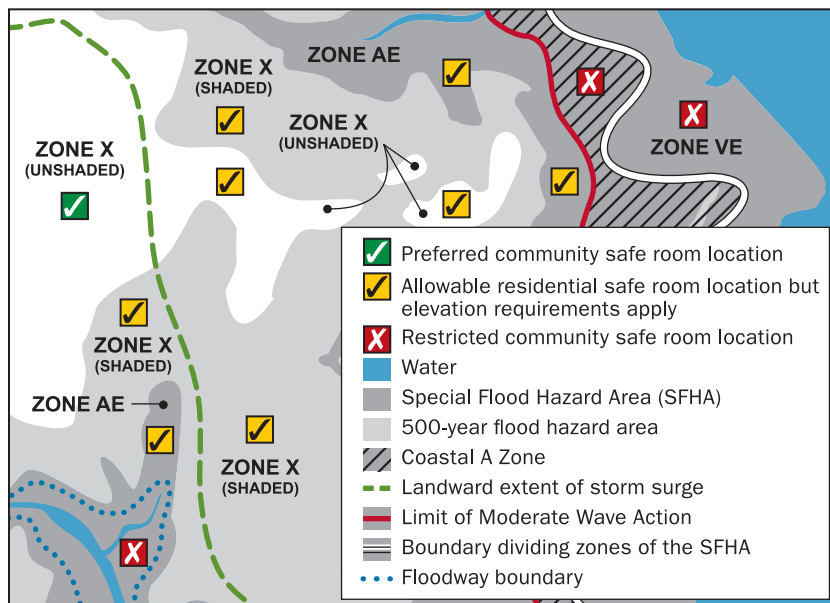 ZONE AE
ZONE X
(SHADED)
ZONE X
(UNSHADED)
ZONE VE
ZONE X
(UNSHADED)
ZONE X
(SHADED)
ZONE AE
ZONE X
(SHADED)
Preferred community safe room location
Allowable residential safe room location but
elevation requirements apply
Restricted community safe room location
Water
Special Flood Hazard Area (SFHA)
500-year flood hazard area
Coastal A Zone
Landward extent of storm surge
Limit of Moderate Wave Action
Boundary dividing zones of the SFHA
Floodway boundary